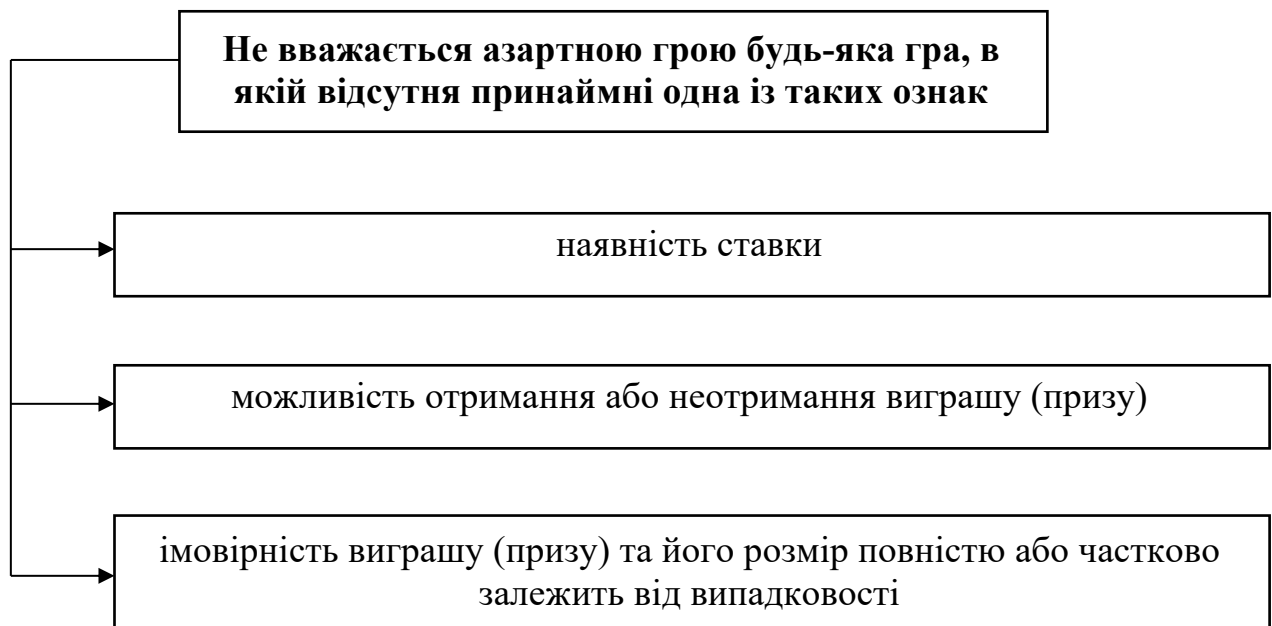 Не вважається азартною грою будь-яка гра, в
якій відсутня принаймні одна із таких ознак
наявність ставки
можливість отримання або неотримання виграшу (призу)
імовірність виграшу (призу) та його розмір повністю або частково
залежить від випадковості